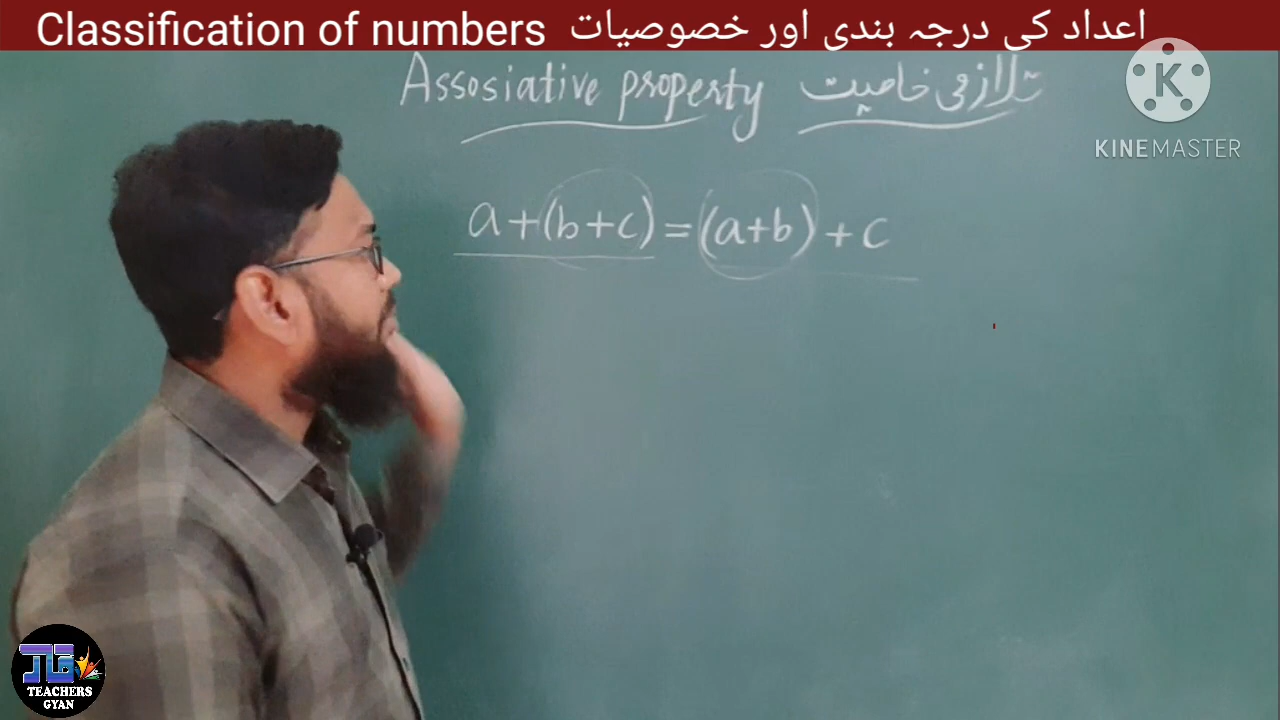 Classification of numbers اعداد کی درجہ بندی اور خصوصیات
Assosiative property تلازمی خاصیت
K
KINEMASTER
a+(b+c)=(a+b)+c
TEACHERS
GYAN